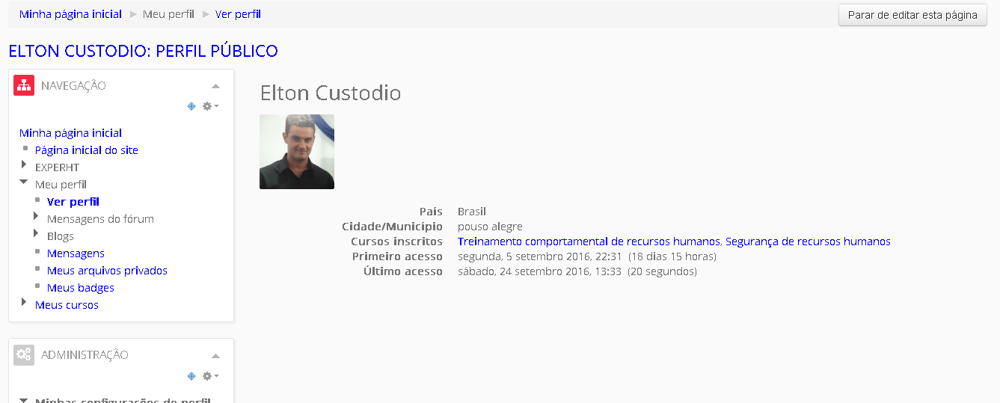 Minha página inicial ► Meu perfil ► Ver perfil
Parar de editar esta página
ELTON CUSTODIO: PERFIL PÚBLICO
NAVEGAÇÃO
Minha página inicial
Página inicial do site
EXPERHT
Meu perfil
Ver perfil
Mensagens do fórum
Blogs
Mensagens
Meus arquivos privados
Meus badges
Meus cursos
ADMINISTRAÇÃO
Minhas configurações de perfil
Elton Custodio
País Brasil
Cidade/Município pouso alegre
Cursos inscritos Treinamento comportamental de recursos humanos, Segurança de recursos humanos
Primeiro acesso segunda, 5 setembro 2016, 22:31 (18 dias 15 horas)
Último acesso sábado, 24 setembro 2016, 13:33 (20 segundos)